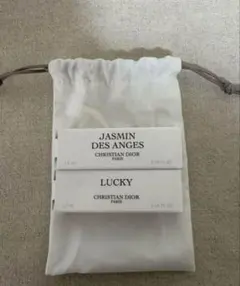 JASMIN
DES ANGES
CHRISTIAN DIOR
PARIS
LUCKY
CHRISTIAN DIOR
PARIS